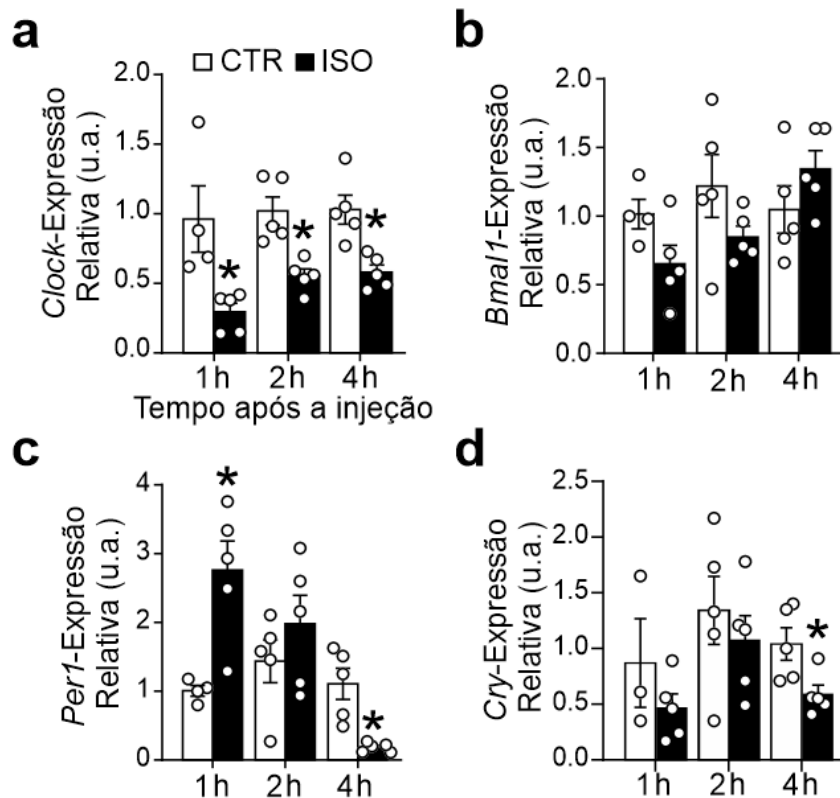 a
CTR ISO
Clock-Expressão
Relativa (u.a.)
2.0
1.5
1.0
0.5
0.0
* * *
1h 2h 4h
Tempo após a injeção
b
Bmal1-Expressão
Relativa (u.a.)
2.0
1.5
1.0
0.5
0.0
1h 2h 4h
c
Per1-Expressão
Relativa (u.a.)
4
3
2
1
0
* *
1h 2h 4h
d
Cry-Expressão
Relativa (u.a.)
2.5
2.0
1.5
1.0
0.5
0.0
*
1h 2h 4h